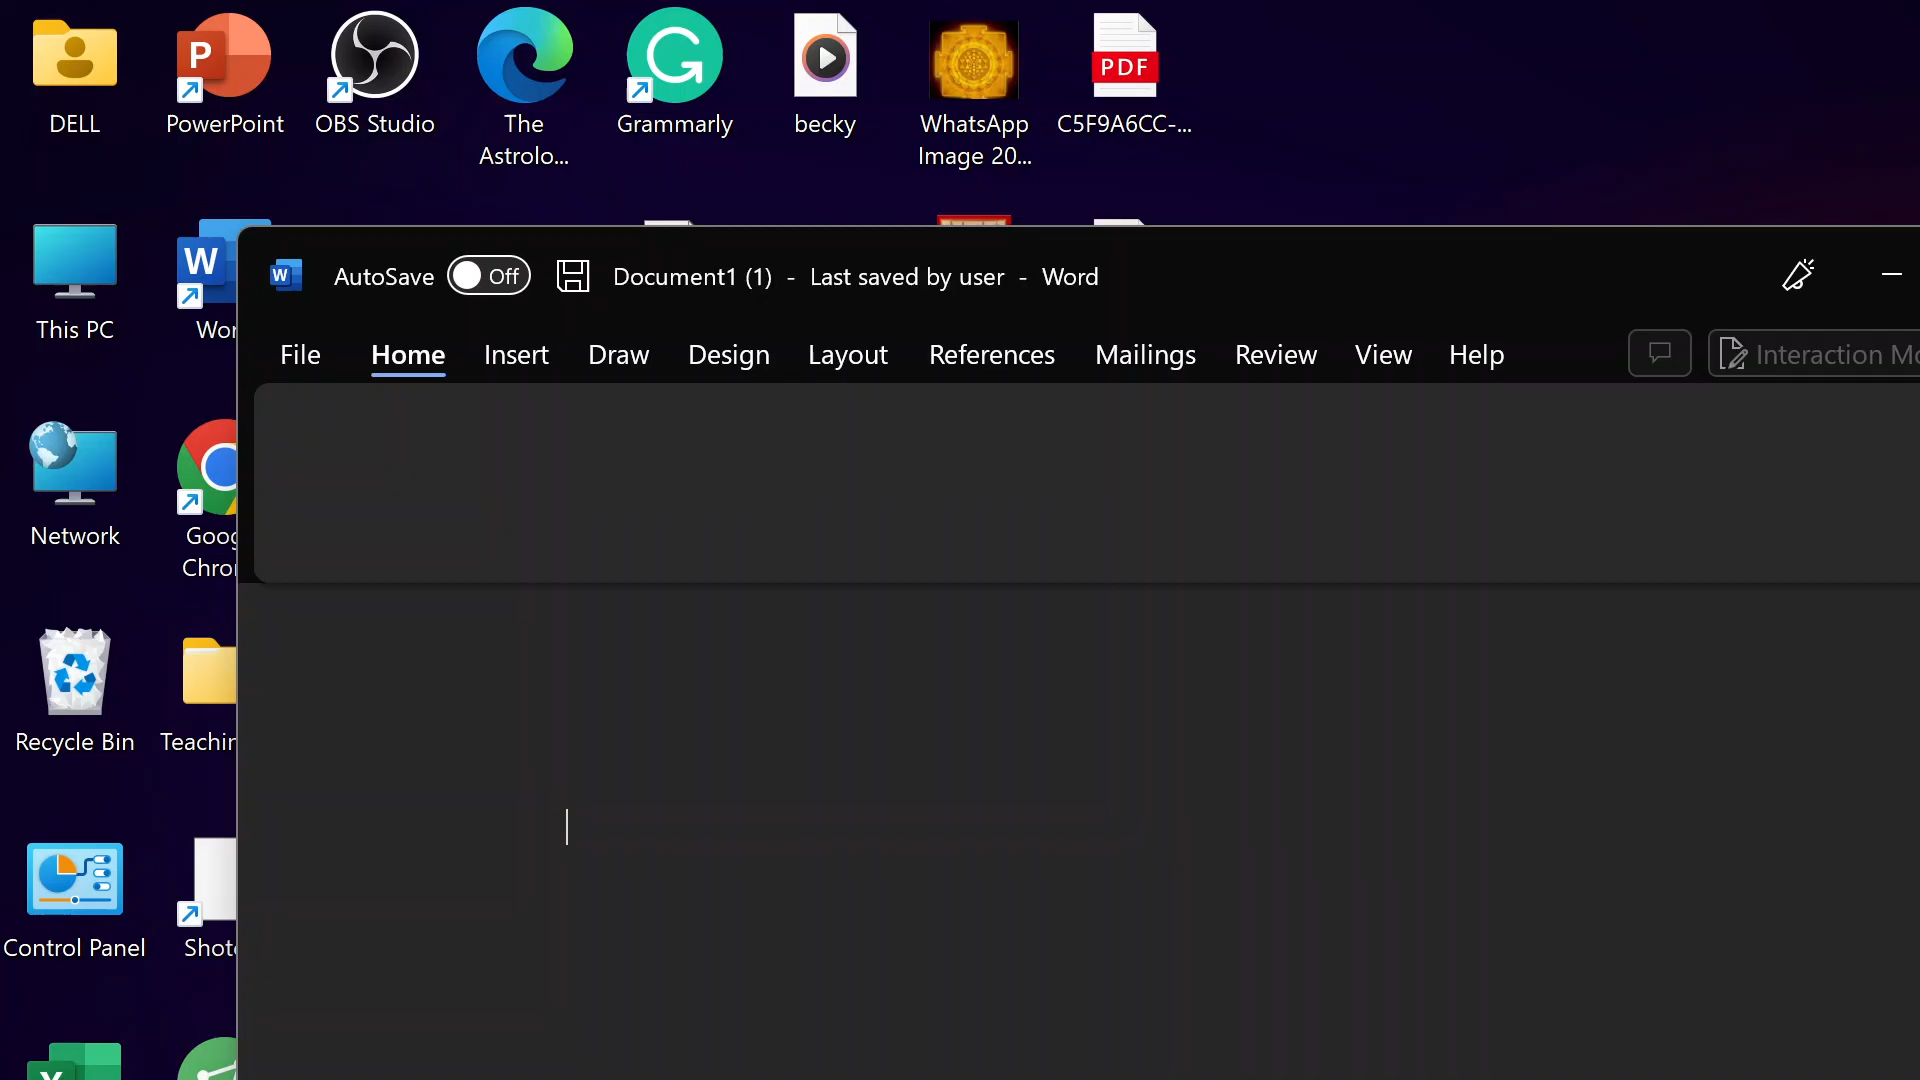 DELL
PowerPoint
OBS Studio
The
Astrolo...
Grammarly
becky
WhatsApp
Image 20...
PDF
C5F9A6CC-...
This PC
W
Wor
W
AutoSave
Off
Document1 (1) - Last saved by user - Word
File
Home
Insert
Draw
Design
Layout
References
Mailings
Review
View
Help
Interaction Mo
Network
Goog
Chron
Recycle Bin
Teachin
Control Panel
Shot